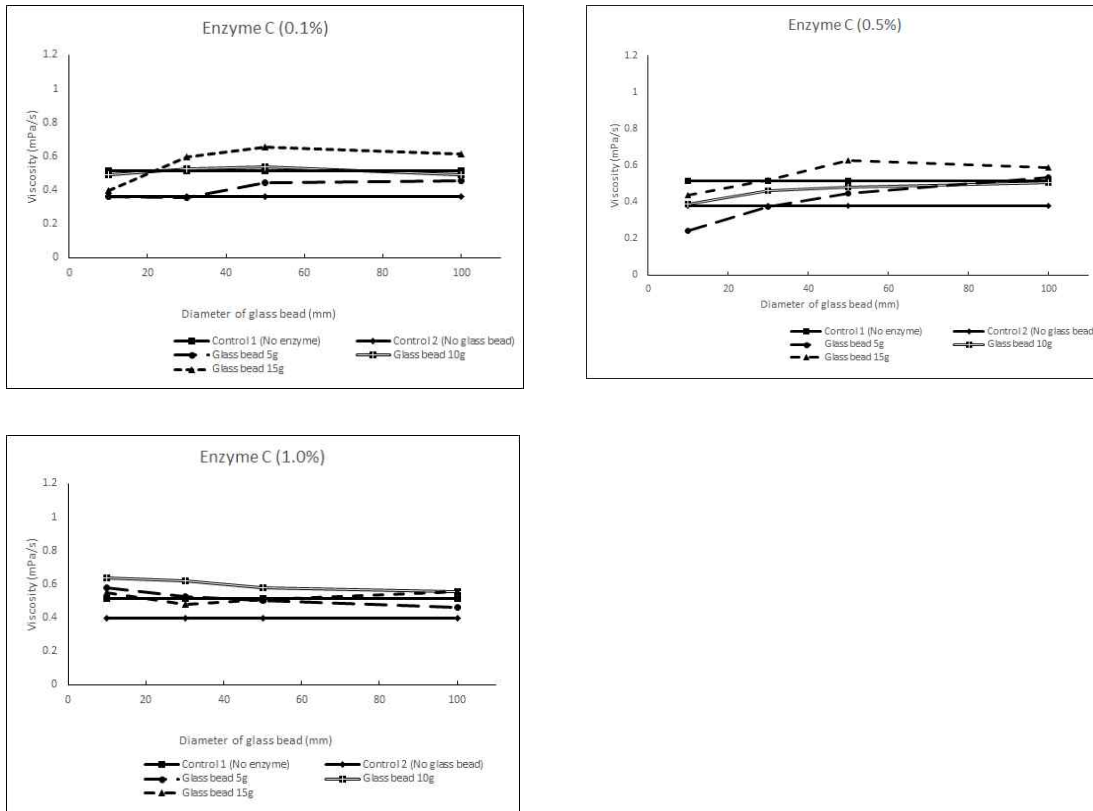 Enzyme C (0.1%)
1.2
1
0.8
0.6
0.4
0.2
0
Viscosity (mPa/s)
0 20 40 60 80 100
Diameter of glass bead (mm)
Control 1 (No enzyme) Control 2 (No glass bead)
Glass bead 5g Glass bead 10g
Glass bead 15g
Enzyme C (0.5%)
1.2
1
0.8
0.6
0.4
0.2
0
Viscosity (mPa/s)
0 20 40 60 80 100
Diameter of glass bead (mm)
Control 1 (No enzyme) Control 2 (No glass bead
Glass bead 5g Glass bead 10g
Glass bead 15g
Enzyme C (1.0%)
1.2
1
0.8
0.6
0.4
0.2
0
Viscosity (mPa/s)
0 20 40 60 80 100
Diameter of glass bead (mm)
Control 1 (No enzyme) Control 2 (No glass bead)
Glass bead 5g Glass bead 10g
Glass bead 15g